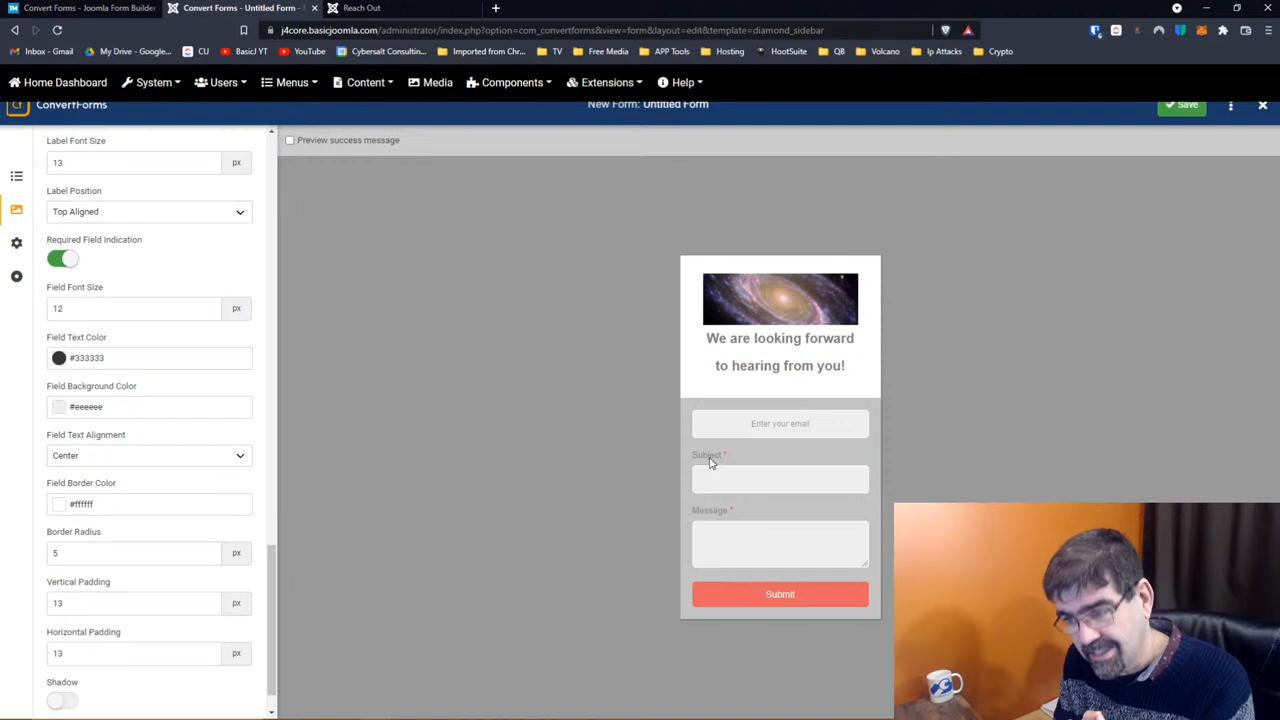 Convert Forms - Joomla Form Builder
Convert Forms - Untitled Form -
Reach Out
j4core.basicjoomla.com/administrator/index.php?option=com_convertforms&view=form&layout=edit&template=diamond_sidebar
Inbox - Gmail
My Drive - Google...
CU
BasicJ YT
YouTube
Cybersalt Consulting...
Imported from Chr...
TV
Free Media
APP Tools
Hosting
HootSuite
QB
Volcano
Ip Attacks
Crypto
Home Dashboard
System
Users
Menus
Content
Media
Components
Extensions
Help
Cf
ConvertForms
New Form: Untitled Form
Save
Label Font Size
13 px
Label Position
Top Aligned
Required Field Indication
Field Font Size
12 px
Field Text Color
#333333
Field Background Color
#eeeeee
Field Text Alignment
Center
Field Border Color
#ffffff
Border Radius
5 px
Vertical Padding
13 px
Horizontal Padding
13 px
Shadow
Preview success message
We are looking forward
to hearing from you!
Enter your email
Subject *
Message *
Submit